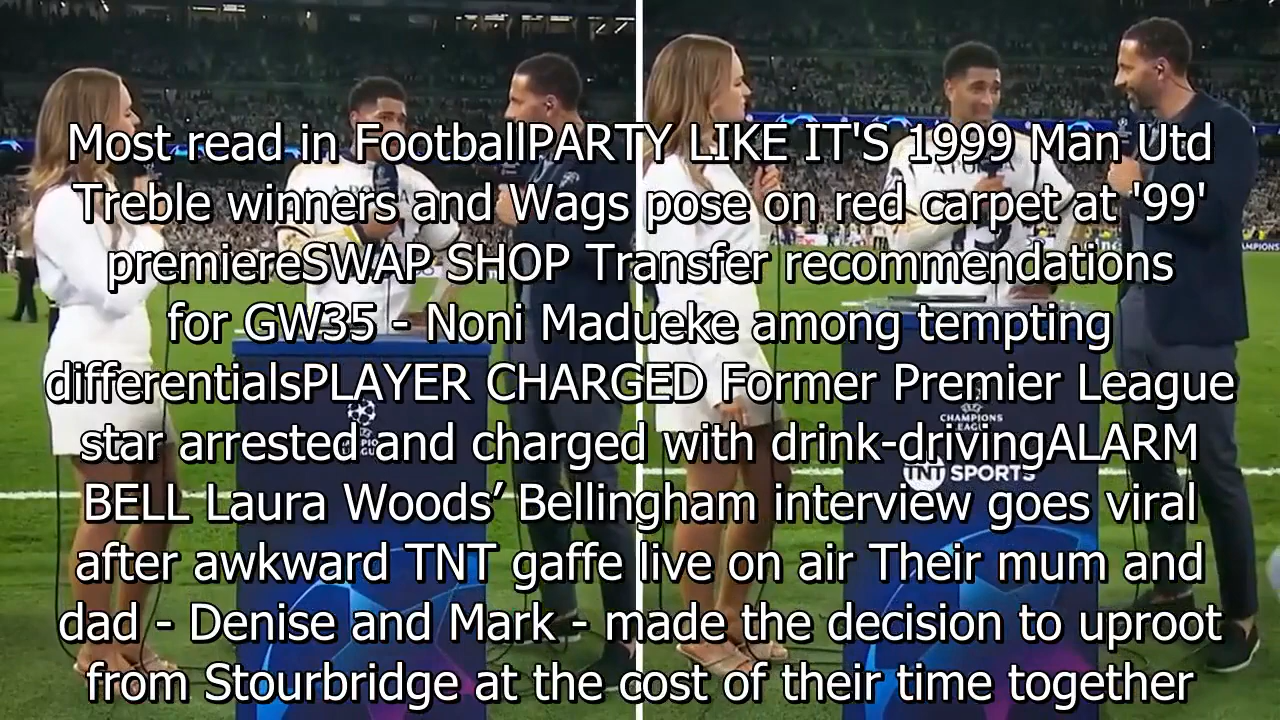 Most read in FootballPARTY LIKE IT'S 1999 Man Utd
Treble winners and Wags pose on red carpet at '99'
premiereSWAP SHOP Transfer recommendations
for GW35 - Noni Madueke among tempting
differentialsPLAYER CHARGED Former Premier League
star arrested and charged with drink-drivingALARM
BELL Laura Woods’ Bellingham interview goes viral
after awkward TNT gaffe live on air Their mum and
dad - Denise and Mark - made the decision to uproot
from Stourbridge at the cost of their time together
CHAMPIONS
LEAGUE
TNT SPORTS